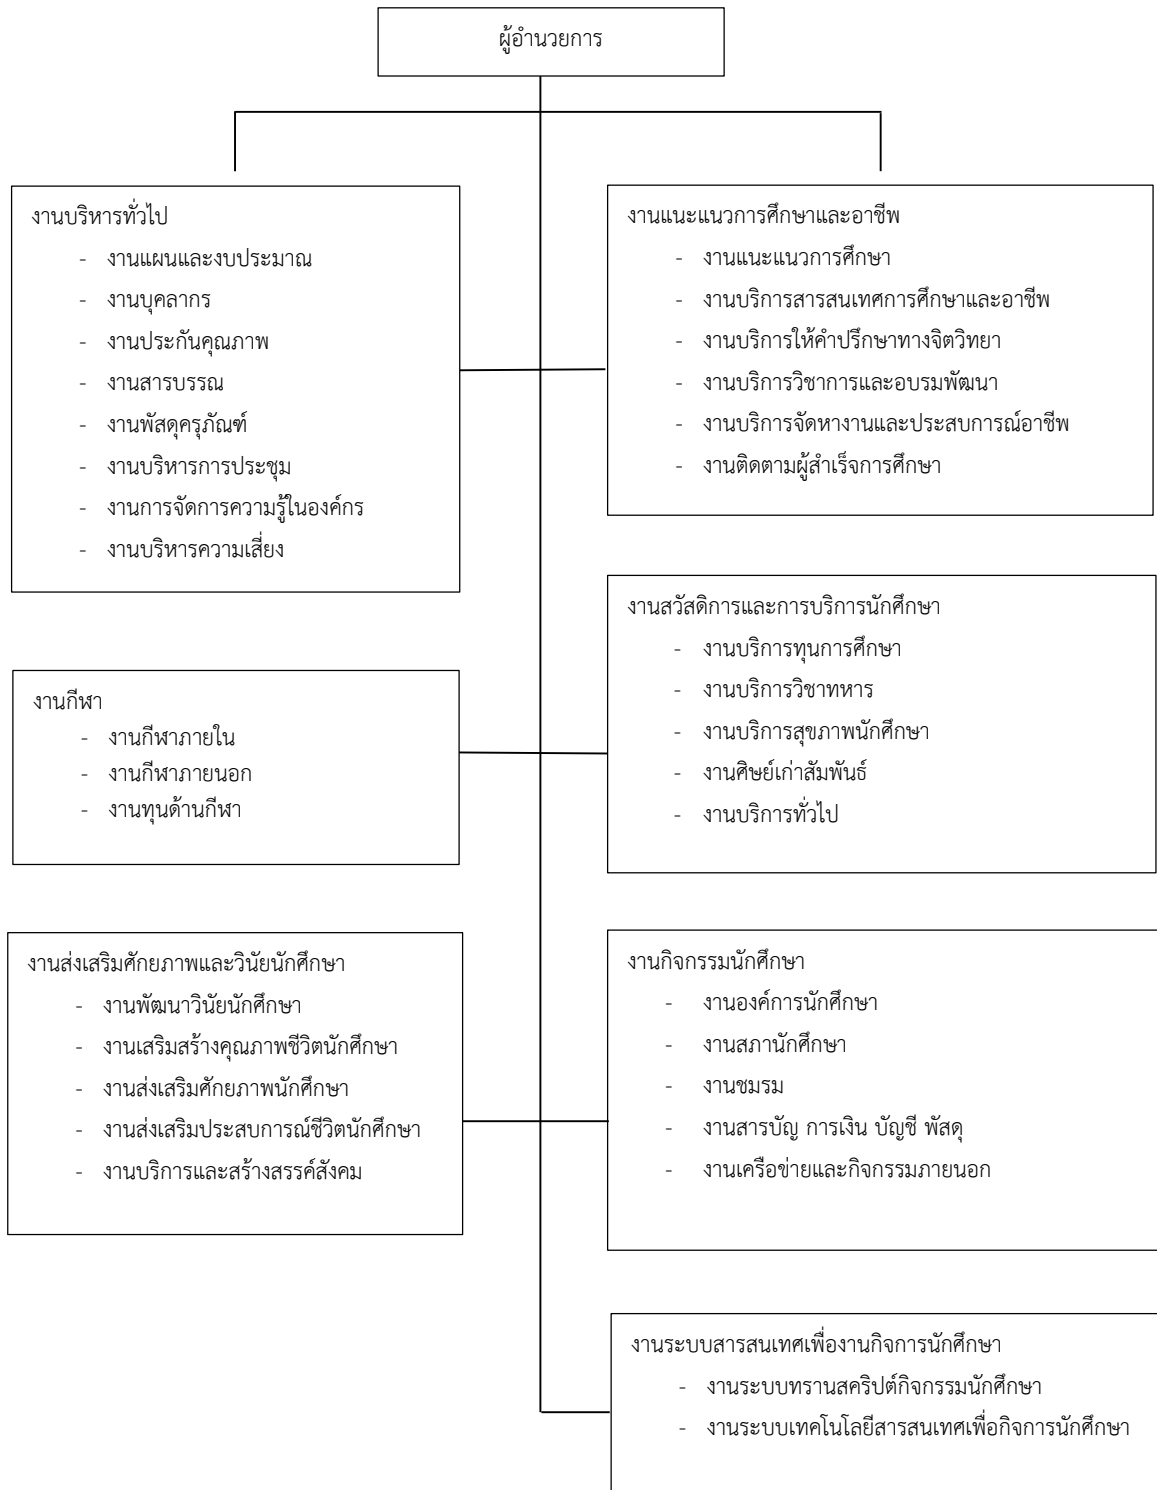 ผู้อำนวยการ
งานบริหารทั่วไป
- งานแผนและงบประมาณ
- งานบุคลากร
- งานประกันคุณภาพ
- งานสารบรรณ
- งานพัสดุครุภัณฑ์
- งานบริหารการประชุม
- งานการจัดการความรู้ในองค์กร
- งานบริหารความเสี่ยง
งานแนะแนวการศึกษาและอาชีพ
- งานแนะแนวการศึกษา
- งานบริการสารสนเทศการศึกษาและอาชีพ
- งานบริการให้คำปรึกษาทางจิตวิทยา
- งานบริการวิชาการและอบรมพัฒนา
- งานบริการจัดหางานและประสบการณ์อาชีพ
- งานติดตามผู้สำเร็จการศึกษา
งานกีฬา
- งานกีฬาภายใน
- งานกีฬาภายนอก
- งานทุนด้านกีฬา
งานสวัสดิการและการบริการนักศึกษา
- งานบริการทุนการศึกษา
- งานบริการวิชาทหาร
- งานบริการสุขภาพนักศึกษา
- งานศิษย์เก่าสัมพันธ์
- งานบริการทั่วไป
งานส่งเสริมศักยภาพและวินัยนักศึกษา
- งานพัฒนาวินัยนักศึกษา
- งานเสริมสร้างคุณภาพชีวิตนักศึกษา
- งานส่งเสริมศักยภาพนักศึกษา
- งานส่งเสริมประสบการณ์ชีวิตนักศึกษา
- งานบริการและสร้างสรรค์สังคม
งานกิจกรรมนักศึกษา
- งานองค์การนักศึกษา
- งานสภานักศึกษา
- งานชมรม
- งานสารบัญ การเงิน บัญชี พัสดุ
- งานเครือข่ายและกิจกรรมภายนอก
งานระบบสารสนเทศเพื่องานกิจการนักศึกษา
- งานระบบทรานสคริปต์กิจกรรมนักศึกษา
- งานระบบเทคโนโลยีสารสนเทศเพื่อกิจการนักศึกษา